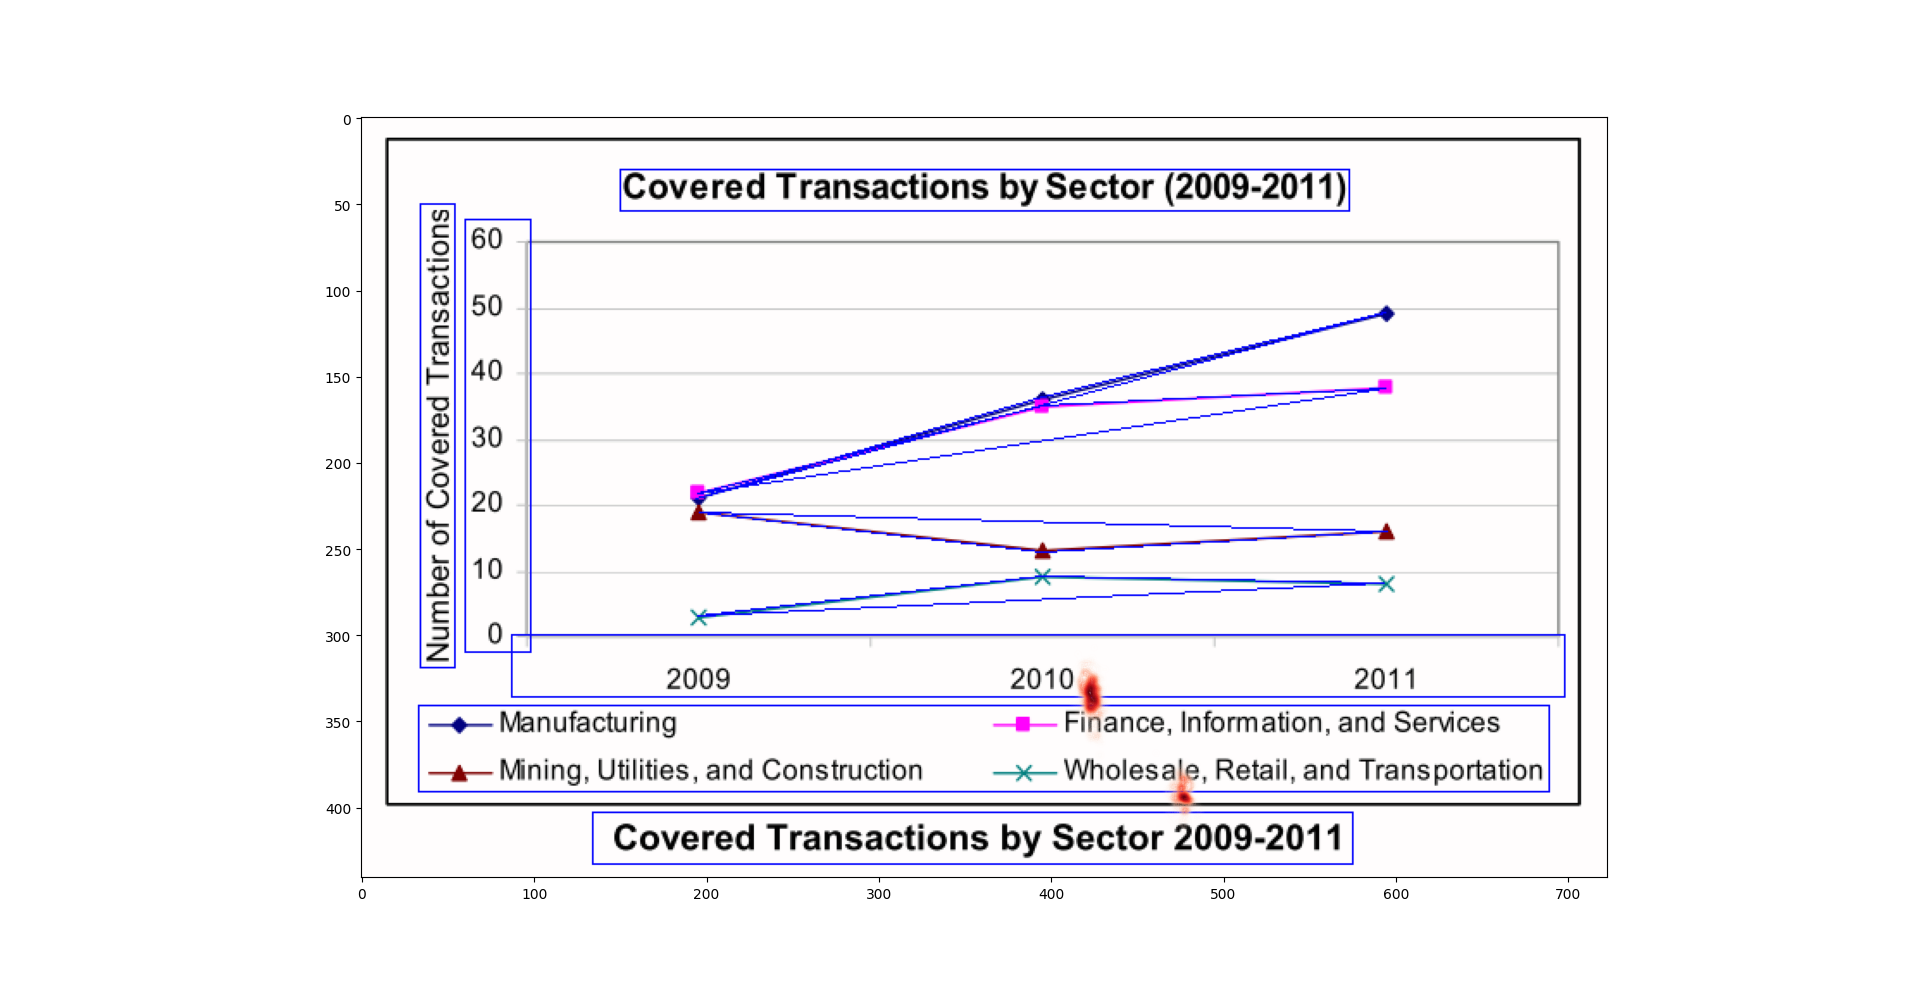 Covered Transactions by Sector (2009-2011)
Number of Covered Transactions
60
50
40
30
20
10
0
2009 2010 2011
Manufacturing Finance, Information, and Services
Mining, Utilities, and Construction Wholesale, Retail, and Transportation
Covered Transactions by Sector 2009-2011
0
50
100
150
200
250
300
350
400
0 100 200 300 400 500 600 700